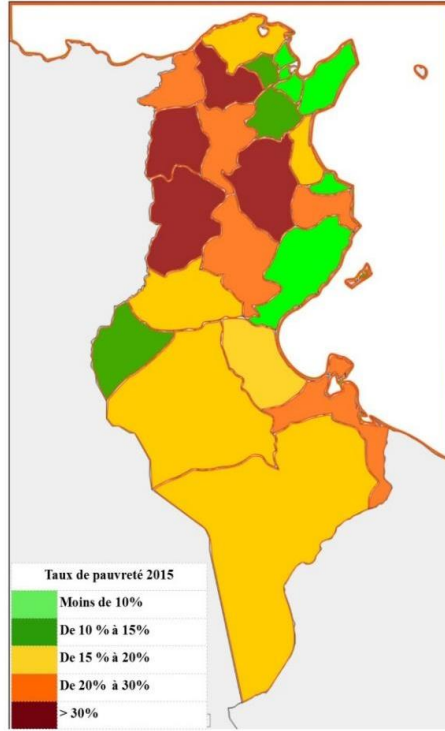 Taux de pauvreté 2015
Moins de 10%
De 10 % à 15%
De 15 % à 20%
De 20% à 30%
> 30%